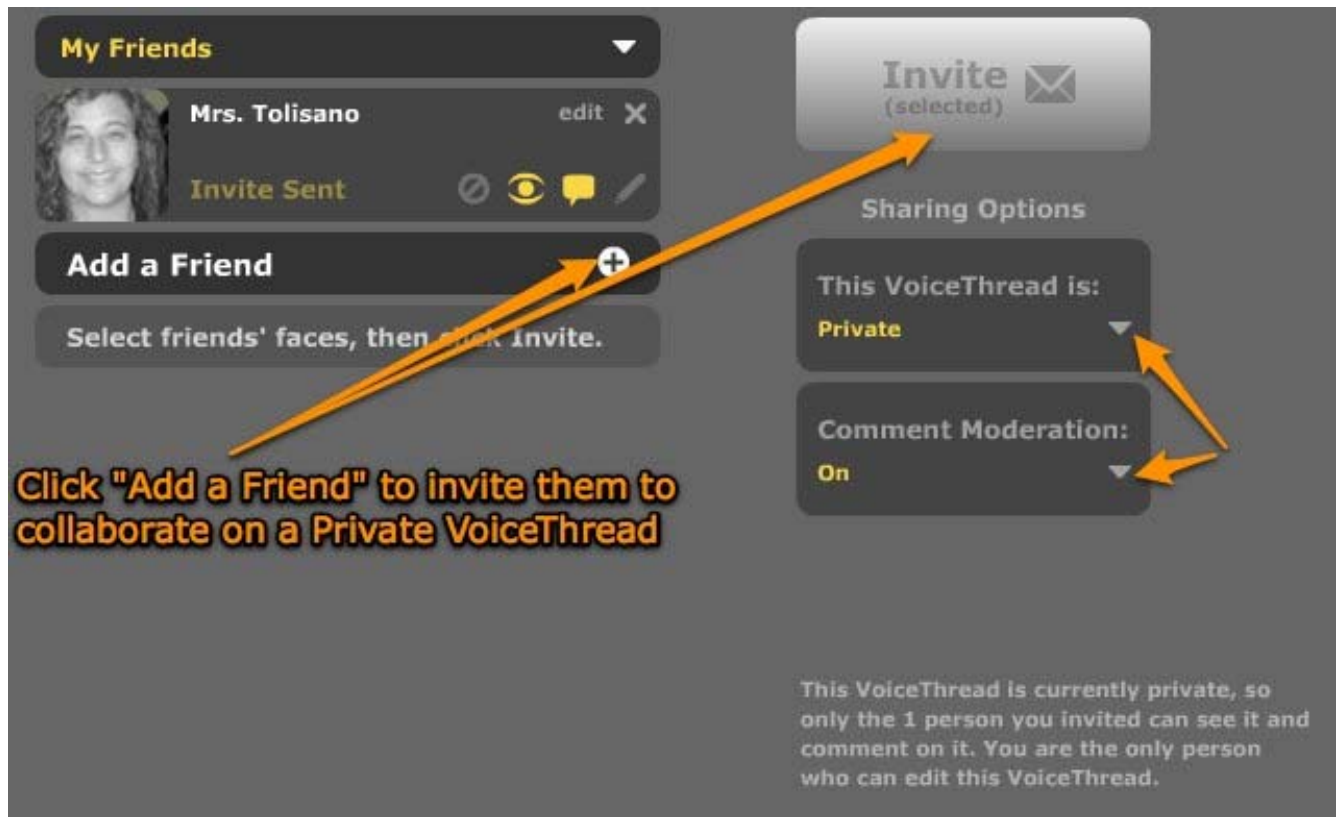 My Friends
Mrs. Tolisano
edit
Invite Sent
Add a Friend
Select friends' faces, then click Invite.
Click "Add a Friend" to invite them to
collaborate on a Private VoiceThread
Invite
(selected)
Sharing Options
This VoiceThread is:
Private
Comment Moderation:
On
This VoiceThread is currently private, so
only the 1 person you invited can see it and
comment on it. You are the only person
who can edit this VoiceThread.